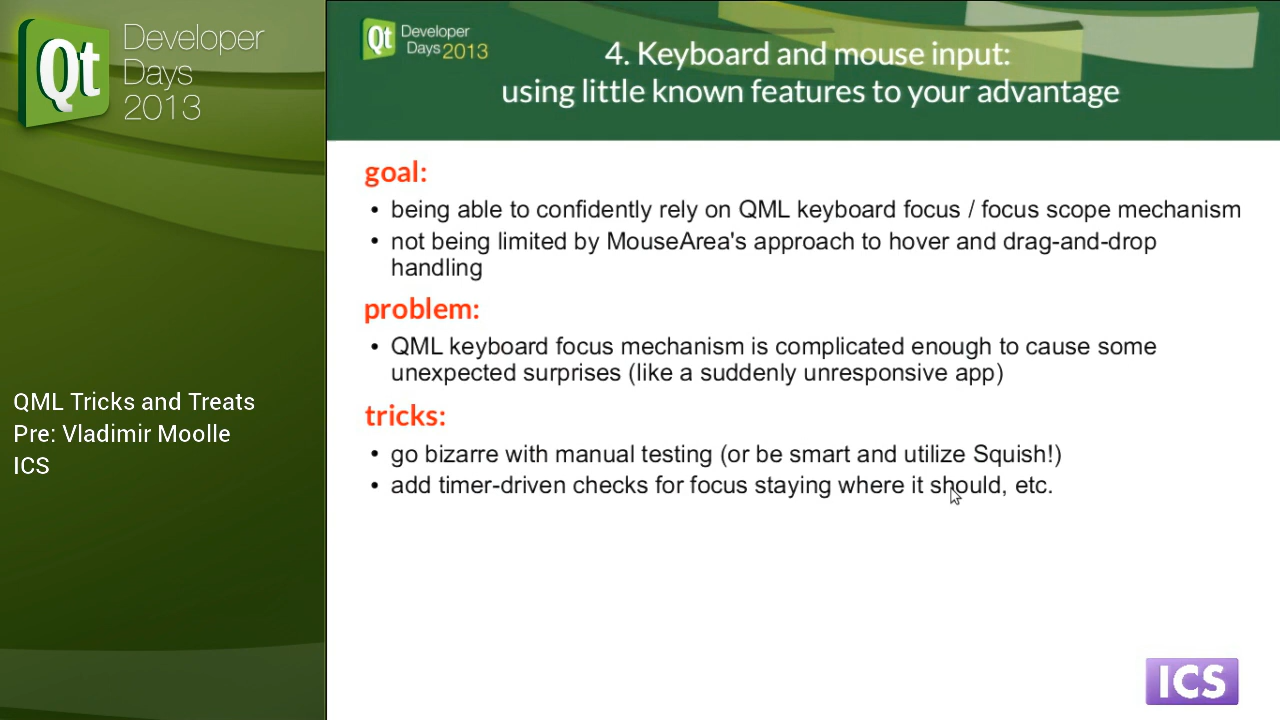 Qt
Developer
Days
2013
QML Tricks and Treats
Pre: Vladimir Moolle
ICS
Qt
Developer
Days 2013
4. Keyboard and mouse input:
using little known features to your advantage
goal:
• being able to confidently rely on QML keyboard focus / focus scope mechanism
• not being limited by MouseArea's approach to hover and drag-and-drop
handling
problem:
• QML keyboard focus mechanism is complicated enough to cause some
unexpected surprises (like a suddenly unresponsive app)
tricks:
• go bizarre with manual testing (or be smart and utilize Squish!)
• add timer-driven checks for focus staying where it should, etc.
ICS